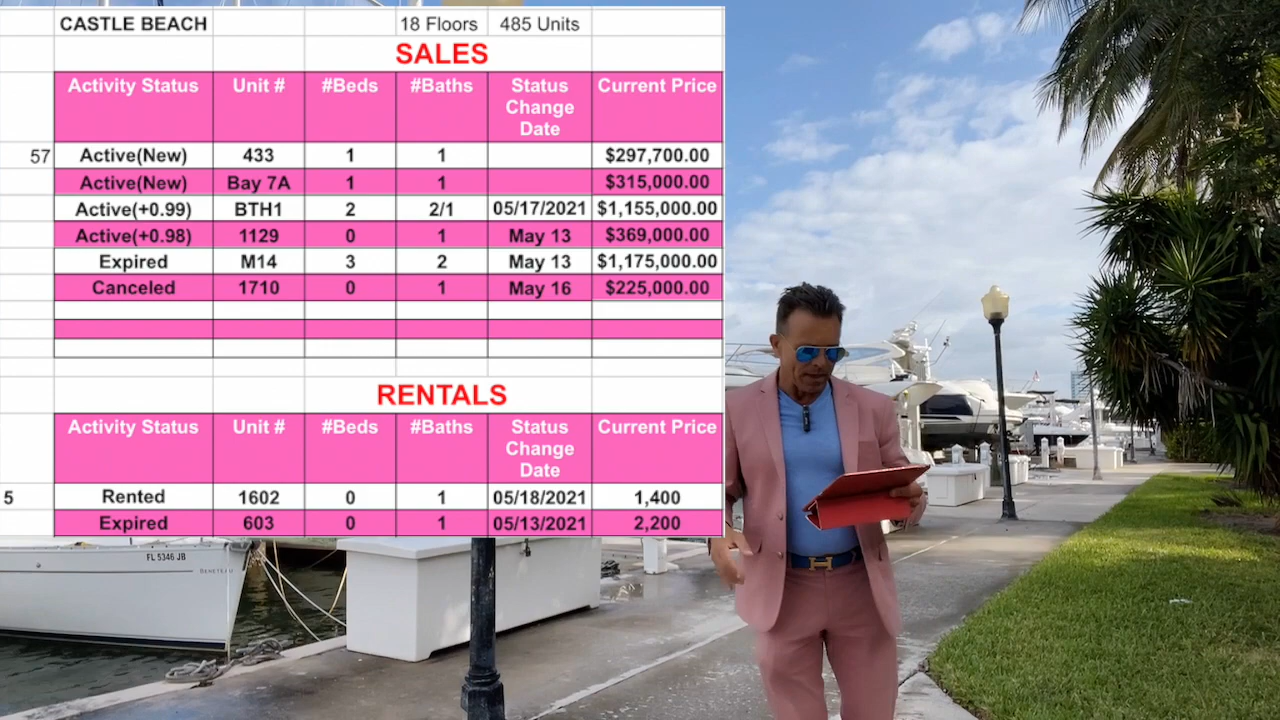 CASTLE BEACH 18 Floors 485 Units
SALES
Activity Status Unit # #Beds #Baths Status Change Date Current Price
57 Active(New) 433 1 1 $297,700.00
Active(New) Bay 7A 1 1 $315,000.00
Active(+0.99) BTH1 2 2/1 05/17/2021 $1,155,000.00
Active(+0.98) 1129 0 1 May 13 $369,000.00
Expired M14 3 2 May 13 $1,175,000.00
Canceled 1710 0 1 May 16 $225,000.00
RENTALS
Activity Status Unit # #Beds #Baths Status Change Date Current Price
5 Rented 1602 0 1 05/18/2021 1,400
Expired 603 0 1 05/13/2021 2,200
FL 5346 JB
BENETEAU